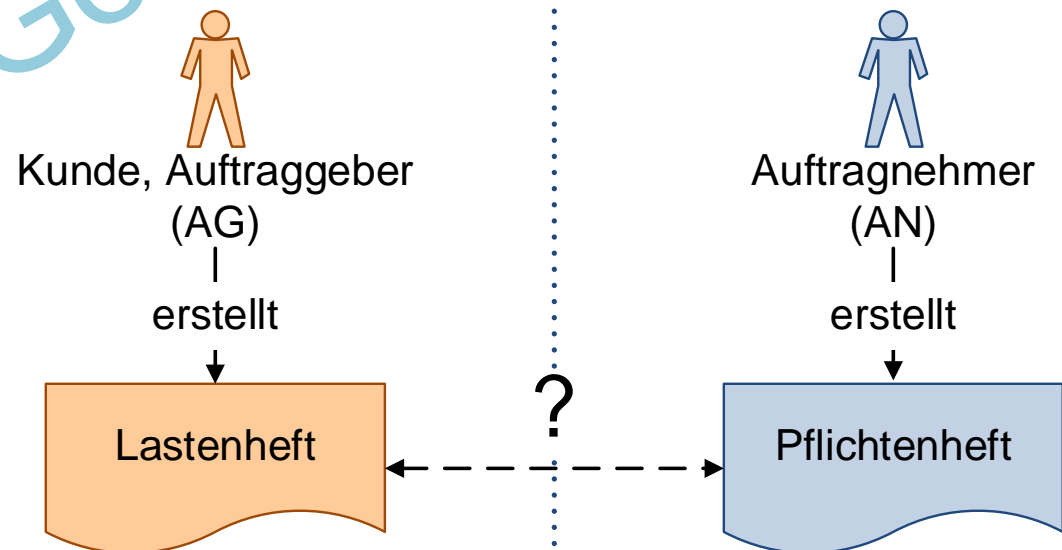 Kunde, Auftraggeber
(AG)
erstellt
Lastenheft
?
Auftragnehmer
(AN)
erstellt
Pflichtenheft